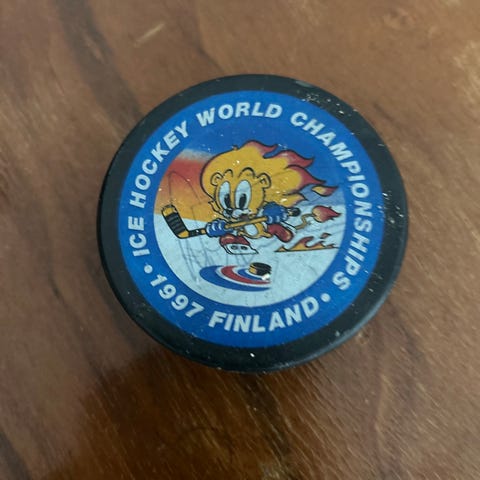 ICE HOCKEY WORLD CHAMPIONSHIPS
• 1997 FINLAND •